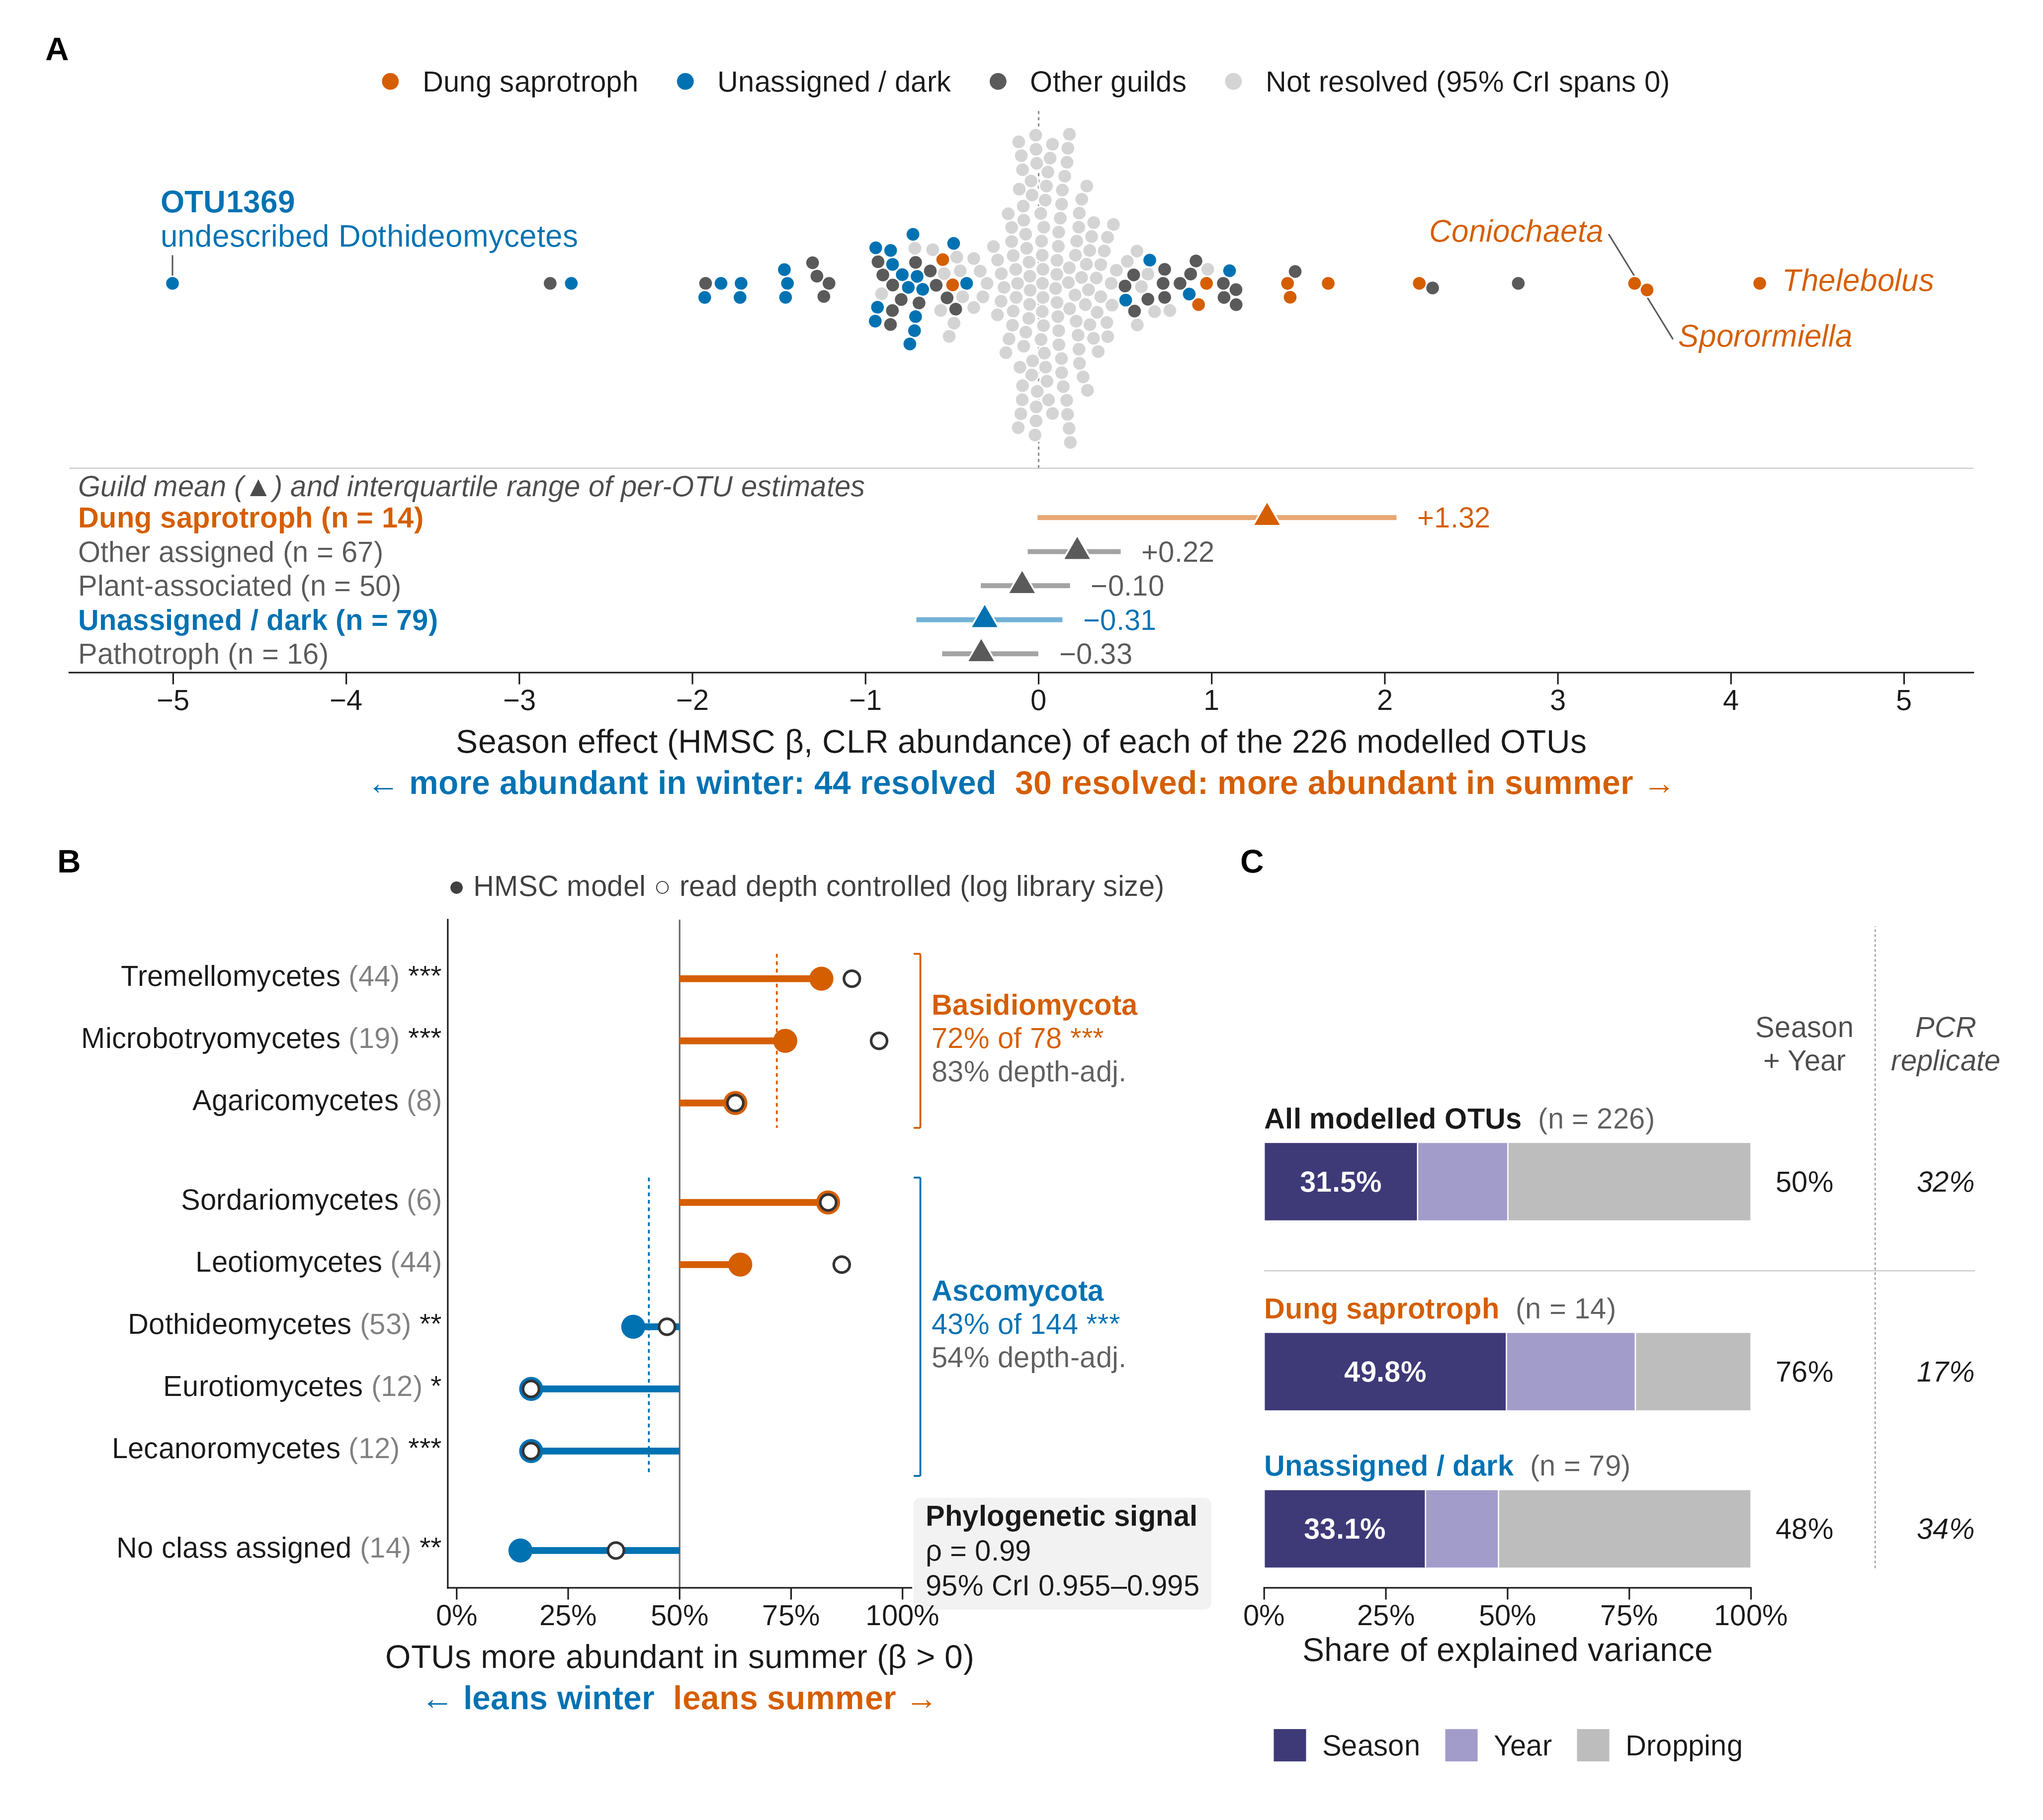 A
Dung saprotroph
Unassigned / dark
Other guilds
Not resolved (95% CrI spans 0)
OTU1369
undescribed Dothideomycetes
Coniochaeta
Thelebolus
Sporormiella
Guild mean (▲) and interquartile range of per-OTU estimates
Dung saprotroph (n = 14)
+1.32
Other assigned (n = 67)
+0.22
Plant-associated (n = 50)
−0.10
Unassigned / dark (n = 79)
−0.31
Pathotroph (n = 16)
−0.33
−5 −4 −3 −2 −1 0 1 2 3 4 5
Season effect (HMSC β, CLR abundance) of each of the 226 modelled OTUs
← more abundant in winter: 44 resolved 30 resolved: more abundant in summer →
B
● HMSC model ○ read depth controlled (log library size)
Tremellomycetes (44) ***
Microbotryomycetes (19) ***
Agaricomycetes (8)
Basidiomycota
72% of 78 ***
83% depth-adj.
Sordariomycetes (6)
Leotiomycetes (44)
Dothideomycetes (53) **
Eurotiomycetes (12) *
Lecanoromycetes (12) ***
Ascomycota
43% of 144 ***
54% depth-adj.
No class assigned (14) **
Phylogenetic signal
ρ = 0.99
95% CrI 0.955–0.995
0% 25% 50% 75% 100%
OTUs more abundant in summer (β > 0)
← leans winter leans summer →
C
Season
+ Year
PCR
replicate
All modelled OTUs (n = 226)
31.5%
50%
32%
Dung saprotroph (n = 14)
49.8%
76%
17%
Unassigned / dark (n = 79)
33.1%
48%
34%
0% 25% 50% 75% 100%
Share of explained variance
Season
Year
Dropping